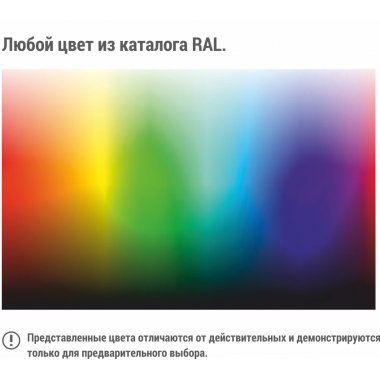 Любой цвет из каталога RAL.
Представленные цвета отличаются от действительных и демонстрируются
только для предварительного выбора.